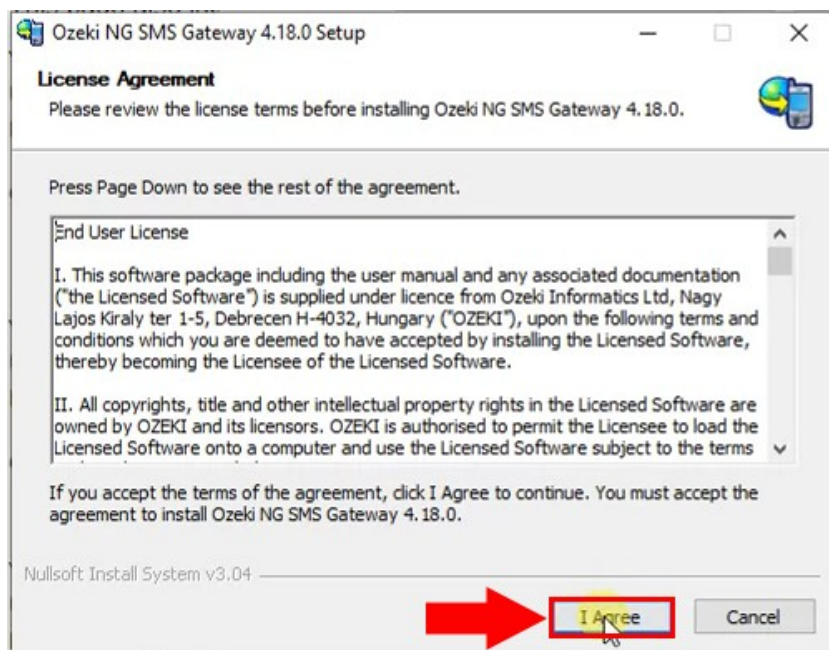 Ozeki NG SMS Gateway 4.18.0 Setup
License Agreement
Please review the license terms before installing Ozeki NG SMS Gateway 4.18.0.
Press Page Down to see the rest of the agreement.
End User License
I. This software package including the user manual and any associated documentation
("the Licensed Software") is supplied under licence from Ozeki Informatics Ltd, Nagy
Lajos Kiraly ter 1-5, Debrecen H-4032, Hungary ("OZEKI"), upon the following terms and
conditions which you are deemed to have accepted by installing the Licensed Software,
thereby becoming the Licensee of the Licensed Software.
II. All copyrights, title and other intellectual property rights in the Licensed Software are
owned by OZEKI and its licensors. OZEKI is authorised to permit the Licensee to load the
Licensed Software onto a computer and use the Licensed Software subject to the terms
If you accept the terms of the agreement, click I Agree to continue. You must accept the
agreement to install Ozeki NG SMS Gateway 4.18.0.
Nullsoft Install System v3.04
I Agree
Cancel